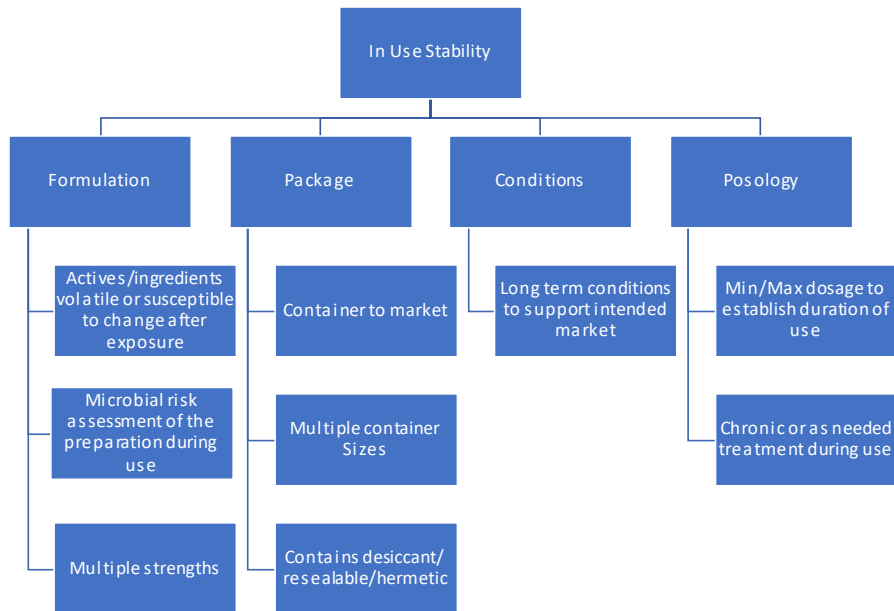 In Use Stability
Formulation
Package
Conditions
Posology
Actives/ingredients
volatile or susceptible
to change after
exposure
Microbial risk
assessment of the
preparation during
use
Multiple strengths
Container to market
Multiple container
Sizes
Contains desiccant/
resealable/hermetic
Long term conditions
to support intended
market
Min/Max dosage to
establish duration of
use
Chronic or as needed
treatment during use